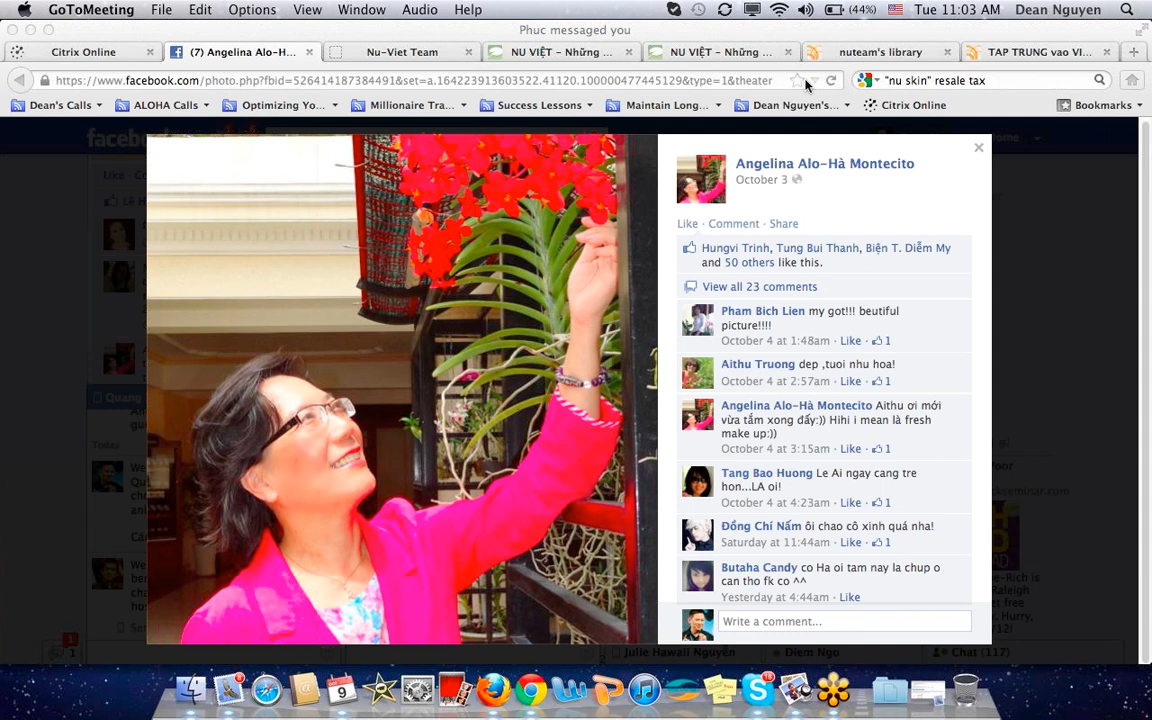 GoToMeeting File Edit Options View Window Audio Help (44%) Tue 11:03 AM Dean Nguyen
Phuc messaged you
Citrix Online (7) Angelina Alo-H... Nu-Viet Team NU VIỆT - Những ... NU VIỆT - Những ... nuteam's library TAP TRUNG vao VI...
https://www.facebook.com/photo.php?fbid=526414187384491&set=a.164223913603522.41120.100000477445129&type=1&theater "nu skin" resale tax
Dean's Calls ALOHA Calls Optimizing Yo... Millionaire Tra... Success Lessons Maintain Long... Dean Nguyen's... Citrix Online Bookmarks
Angelina Alo-Hà Montecito
October 3
Like · Comment · Share
Hungvi Trinh, Tung Bui Thanh, Biện T. Diễm My
and 50 others like this.
View all 23 comments
Pham Bich Lien my got!!! beutiful
picture!!!!
October 4 at 1:48am · Like · 1
Aithu Truong dep ,tuoi nhu hoa!
October 4 at 2:57am · Like · 1
Angelina Alo-Hà Montecito Aithu ơi mới
vừa tắm xong đấy:)) Hihi i mean là fresh
make up:))
October 4 at 3:15am · Like · 1
Tang Bao Huong Le Ai ngay cang tre
hon...LA oi!
October 4 at 4:23am · Like · 1
Đồng Chí Nấm ôi chao cô xinh quá nha!
Saturday at 11:44am · Like · 1
Butaha Candy co Ha oi tam nay la chup o
can tho fk co ^^
Yesterday at 4:44am · Like
Write a comment...
Quang
Today
1
1
Julie Hawaii Nguyen Diem Ngo Chat (117)
9